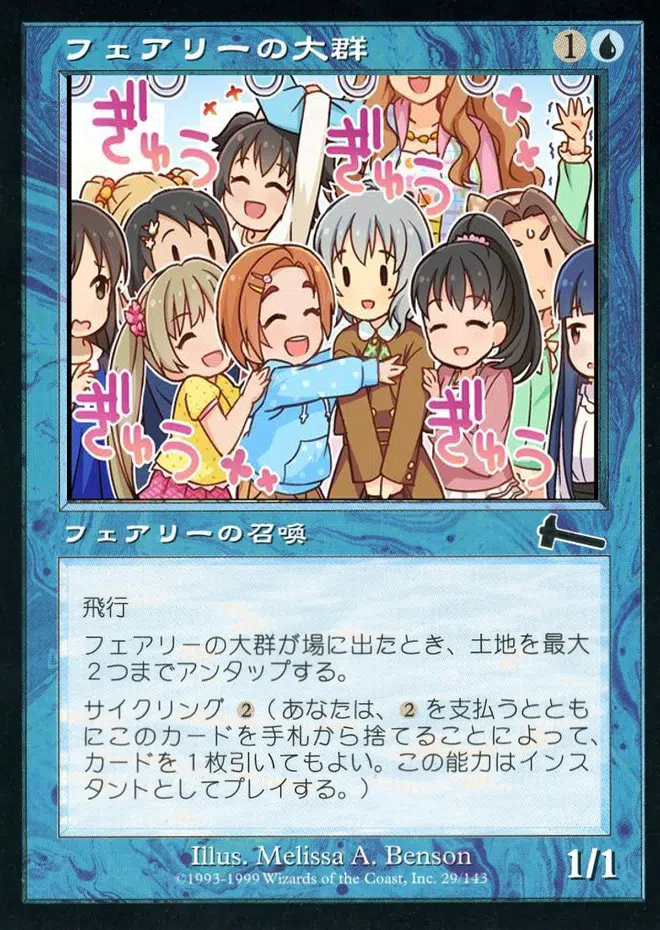 フェアリーの大群 1
ぎゅうっ
ぎゅうっ
ぎゅうっ
ぎゅうっ
フェアリーの召喚
飛行
フェアリーの大群が場に出たとき、土地を最大
２つまでアンタップする。
サイクリング 2（あなたは、2を支払うととも
にこのカードを手札から捨てることによって、
カードを１枚引いてもよい。この能力はインス
タントとしてプレイする。）
Illus. Melissa A. Benson
©1993-1999 Wizards of the Coast, Inc. 29/143
1/1